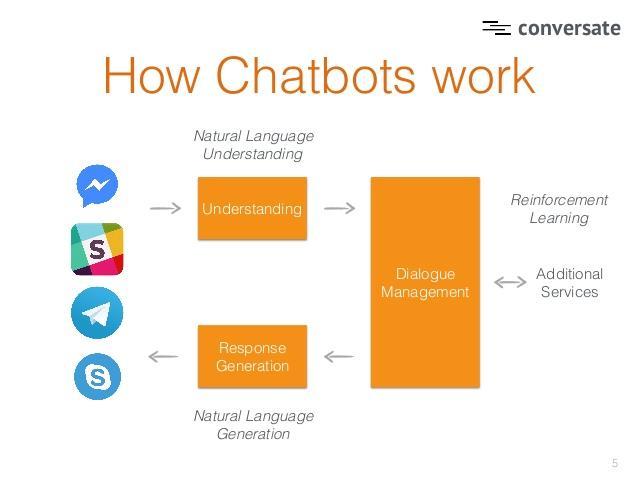 conversate
How Chatbots work
Natural Language
Understanding
Understanding
Reinforcement
Learning
Dialogue
Management
Additional
Services
Response
Generation
Natural Language
Generation
5